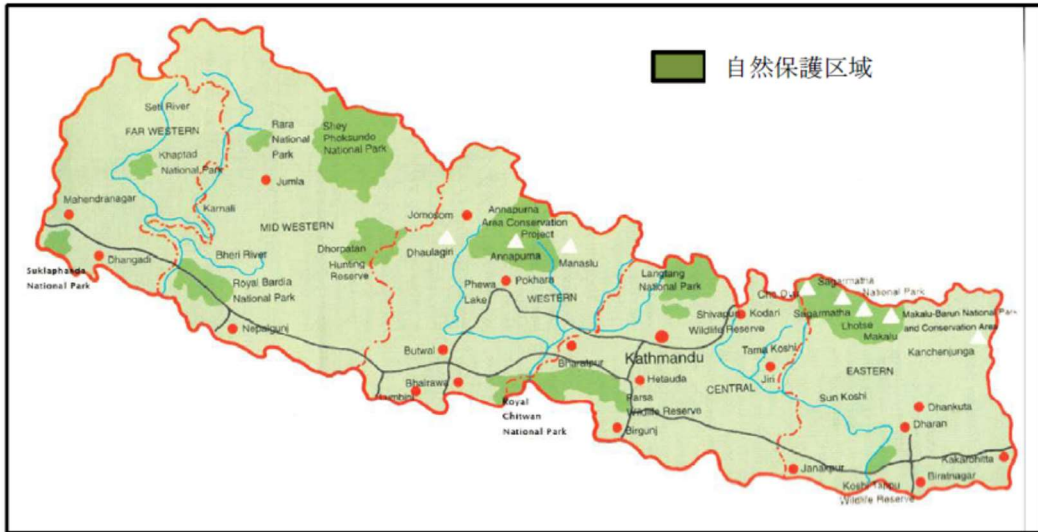 自然保護区域
Seti River
FAR WESTERN
Khaptad
National Park
Rara
National
Park
Shey
Phoksundo
National Park
Jumla
Mahendranagar
Karnali
MID WESTERN
Jomosom
Annapurna
Area Conservation
Project
Dhangadi
Bheri River
Dhorpatan
Hunting
Reserve
Dhaulagiri
Annapurna
Manaslu
Suklaphanda
National Park
Royal Bardia
National Park
Phewa
Lake
Pokhara
WESTERN
Langtang
National Park
Cho Oyu
Sagarmatha
National Park
Nepalgunj
Shivapuri
Wildlife Reserve
Kodari
Sagarmatha
Lhotse
Makalu
Makalu-Barun National Park
and Conservation Area
Butwal
Bharatpur
Kathmandu
Tama Koshi
Jiri
Kanchenjunga
Bhairawa
Lumbini
Hetauda
CENTRAL
EASTERN
Royal
Chitwan
National Park
Parsa
Wildlife Reserve
Birgunj
Sun Koshi
Dhankuta
Dharan
Janakpur
Koshi Tappu
Wildlife Reserve
Kakarbhitta
Biratnagar